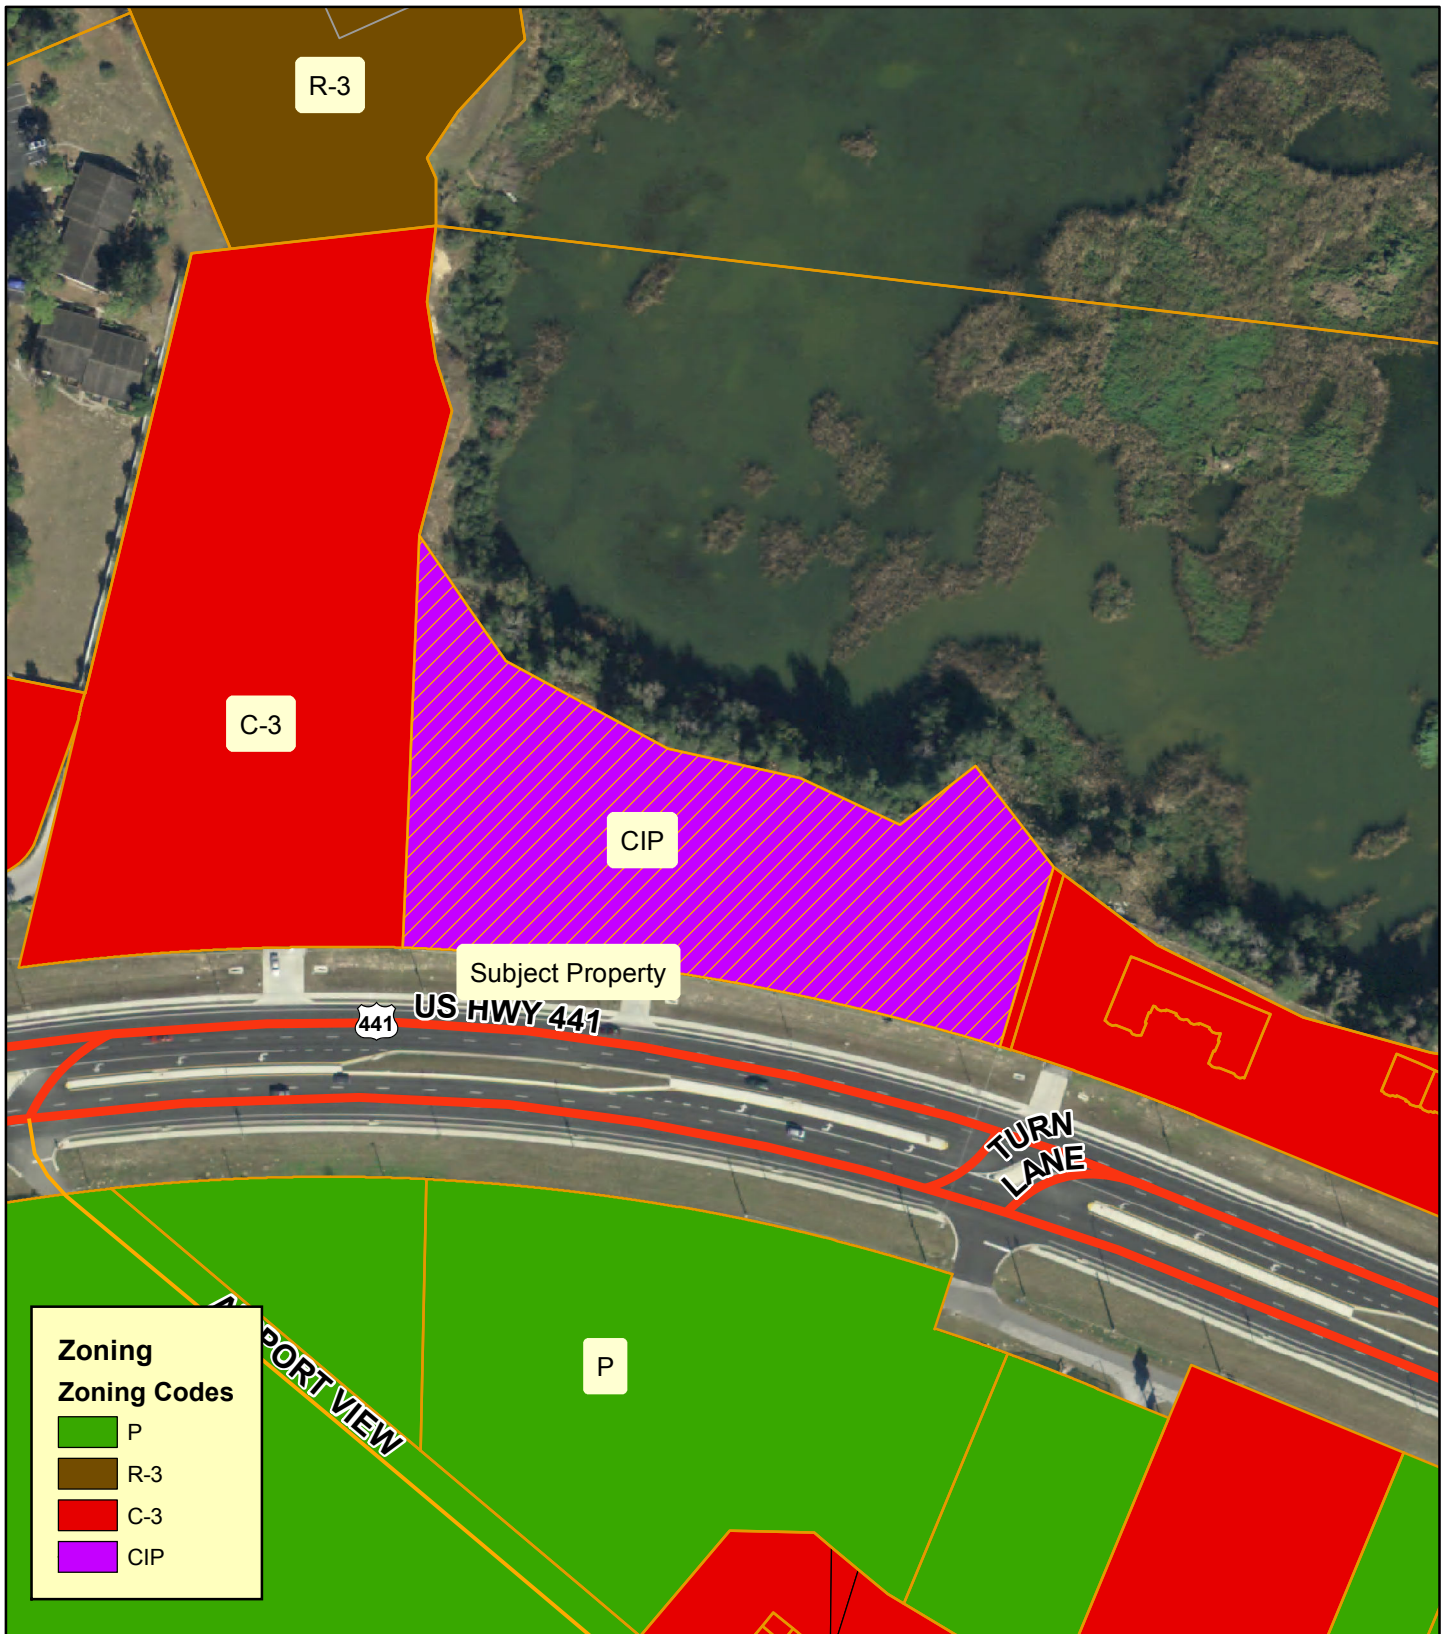 R-3
C-3
CIP
Subject Property
US HWY 441
441
TURN
LANE
P
PORT VIEW
Zoning
Zoning Codes
P
R-3
C-3
CIP